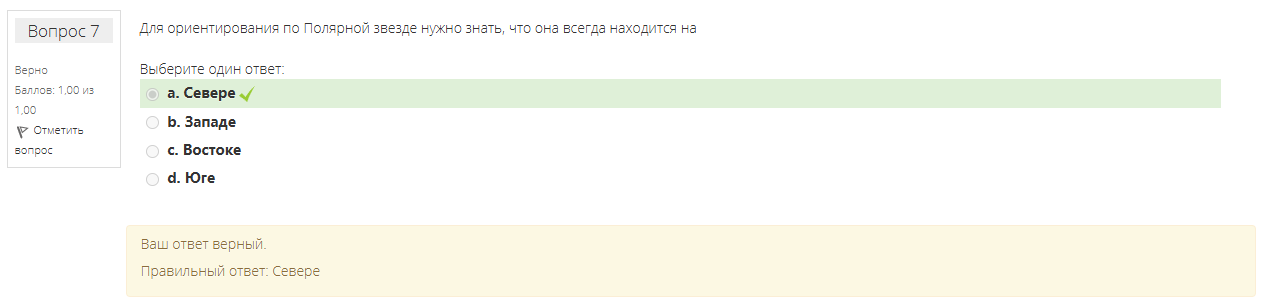 Вопрос 7
Верно
Баллов: 1,00 из
1,00
Отметить
вопрос
Для ориентирования по Полярной звезде нужно знать, что она всегда находится на
Выберите один ответ:
a. Севере
b. Западе
c. Востоке
d. Юге
Ваш ответ верный.
Правильный ответ: Севере